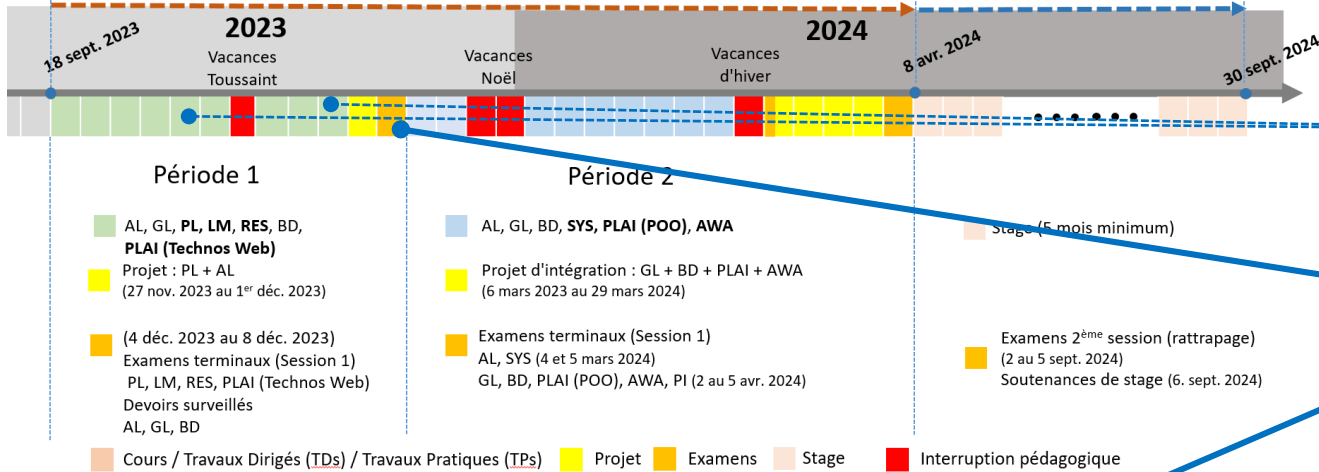 2023
2024
18 sept. 2023
8 avr. 2024
30 sept. 2024
Vacances
Toussaint
Vacances
Noël
Vacances
d'hiver
Période 1
Période 2
AL, GL, PL, LM, RES, BD,
PLAI (Technos Web)
Projet : PL + AL
(27 nov. 2023 au 1er déc. 2023)
(4 déc. 2023 au 8 déc. 2023)
Examens terminaux (Session 1)
PL, LM, RES, PLAI (Technos Web)
Devoirs surveillés
AL, GL, BD
AL, GL, BD, SYS, PLAI (POO), AWA
Projet d'intégration : GL + BD + PLAI + AWA
(6 mars 2023 au 29 mars 2024)
Examens terminaux (Session 1)
AL, SYS (4 et 5 mars 2024)
GL, BD, PLAI (POO), AWA, PI (2 au 5 avr. 2024)
Stage (5 mois minimum)
Examens 2ème session (rattrapage)
(2 au 5 sept. 2024)
Soutenances de stage (6. sept. 2024)
Cours / Travaux Dirigés (TDs) / Travaux Pratiques (TPs)
Projet
Examens
Stage
Interruption pédagogique